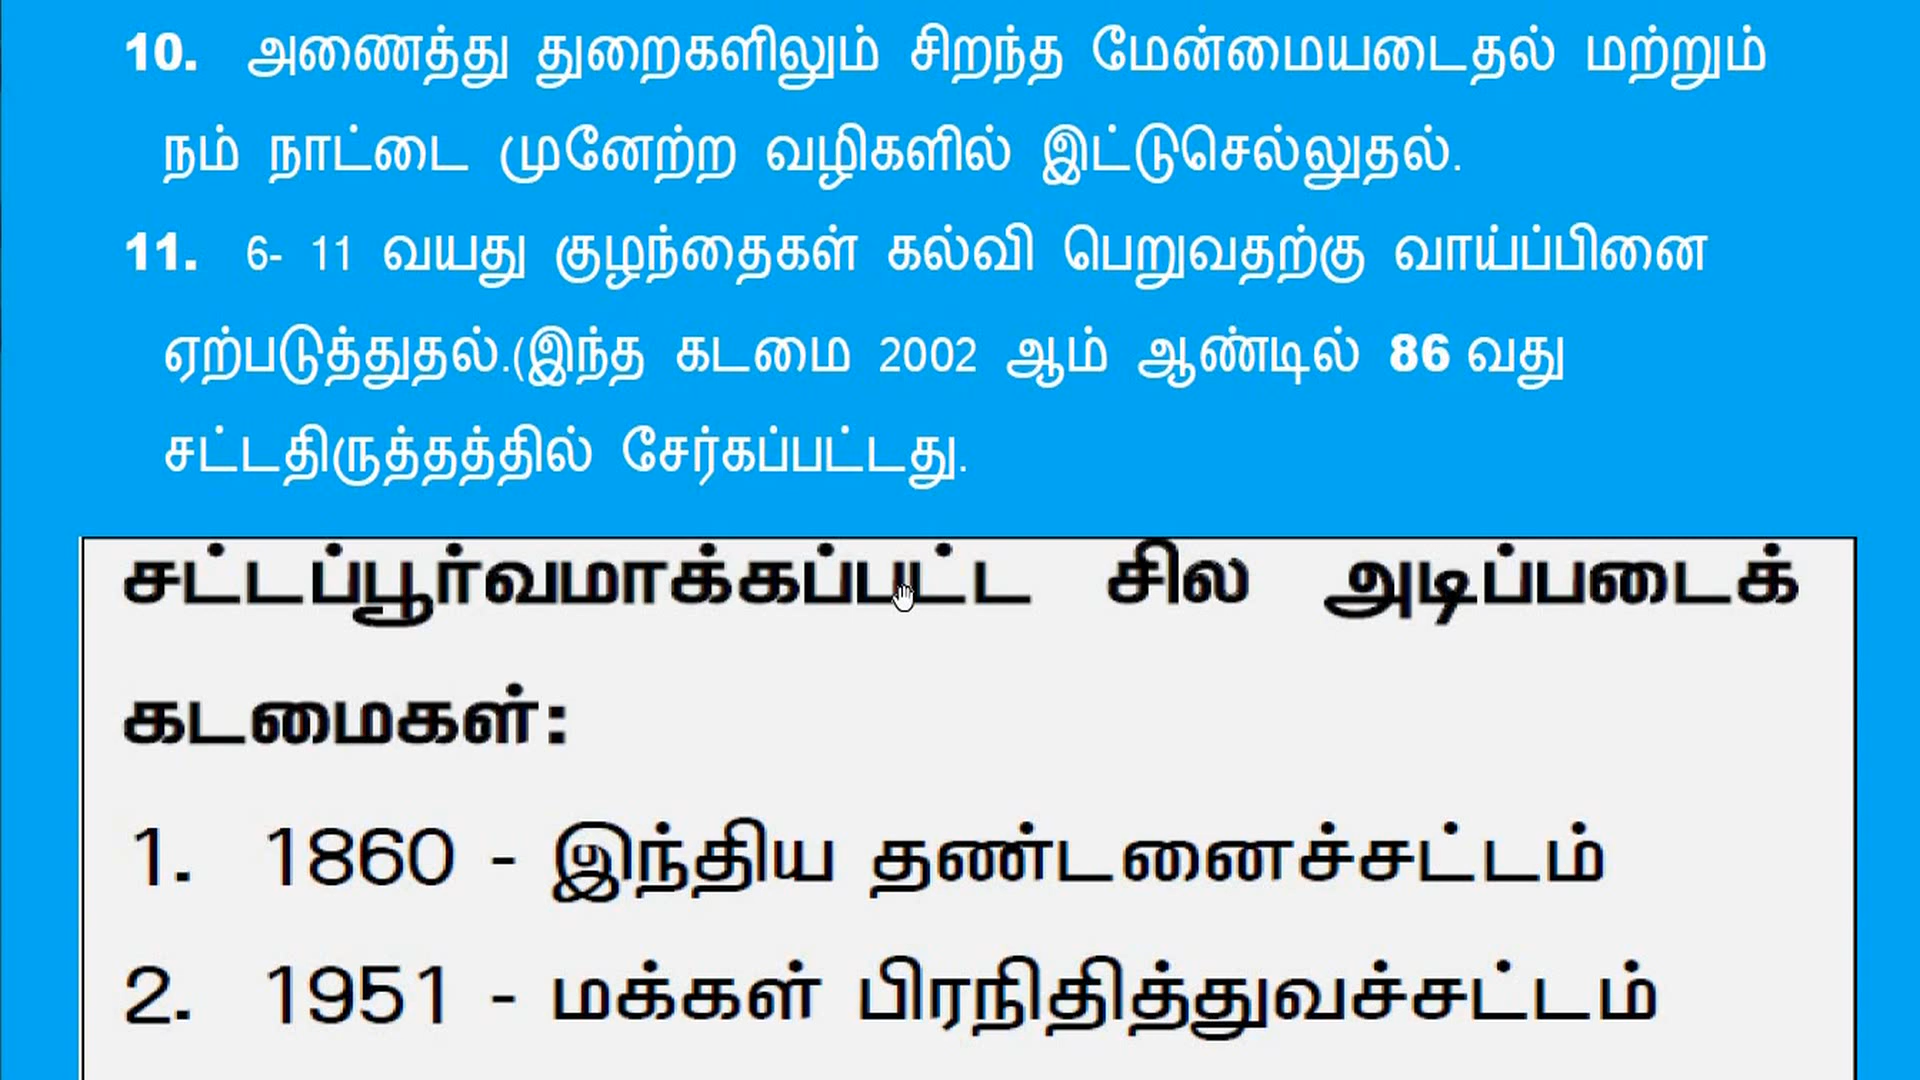 10. அணைத்து துறைகளிலும் சிறந்த மேன்மையடைதல் மற்றும்
நம் நாட்டை முனேற்ற வழிகளில் இட்டுசெல்லுதல்.
11. 6- 11 வயது குழந்தைகள் கல்வி பெறுவதற்கு வாய்ப்பினை
ஏற்படுத்துதல்.(இந்த கடமை 2002 ஆம் ஆண்டில் 86 வது
சட்டதிருத்தத்தில் சேர்கப்பட்டது.
சட்டப்பூர்வமாக்கப்பட்ட சில அடிப்படைக்
கடமைகள்:
1. 1860 - இந்திய தண்டனைச்சட்டம்
2. 1951 - மக்கள் பிரநிதித்துவச்சட்டம்